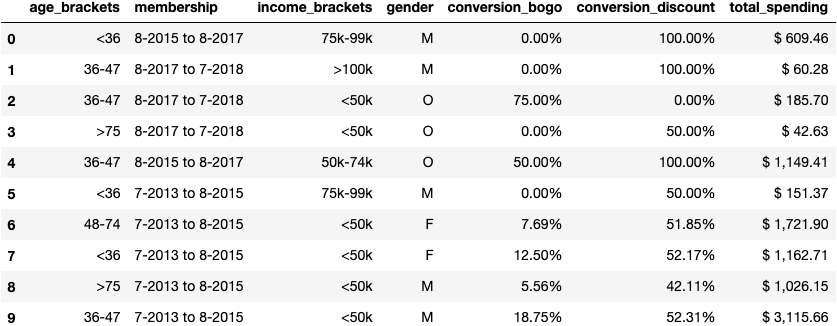 age_brackets membership income_brackets gender conversion_bogo conversion_discount total_spending
0 <36 8-2015 to 8-2017 75k-99k M 0.00% 100.00% $ 609.46
1 36-47 8-2017 to 7-2018 >100k M 0.00% 100.00% $ 60.28
2 36-47 8-2017 to 7-2018 <50k O 75.00% 0.00% $ 185.70
3 >75 8-2017 to 7-2018 <50k O 0.00% 50.00% $ 42.63
4 36-47 8-2015 to 8-2017 50k-74k O 50.00% 100.00% $ 1,149.41
5 <36 7-2013 to 8-2015 75k-99k M 0.00% 50.00% $ 151.37
6 48-74 7-2013 to 8-2015 <50k F 7.69% 51.85% $ 1,721.90
7 <36 7-2013 to 8-2015 <50k F 12.50% 52.17% $ 1,162.71
8 >75 7-2013 to 8-2015 <50k M 5.56% 42.11% $ 1,026.15
9 36-47 7-2013 to 8-2015 <50k M 18.75% 52.31% $ 3,115.66